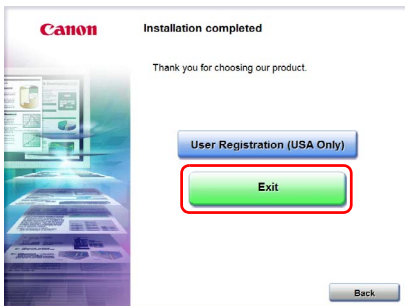 Canon
Installation completed
Thank you for choosing our product.
User Registration (USA Only)
Exit
Back